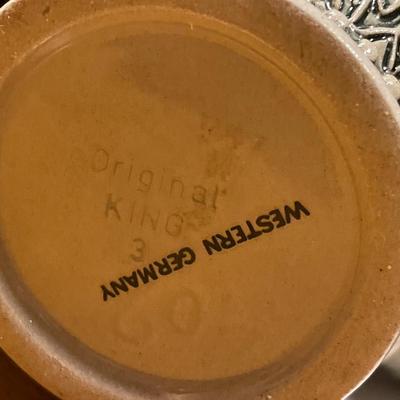 Original
KING
3
WESTERN GERMANY